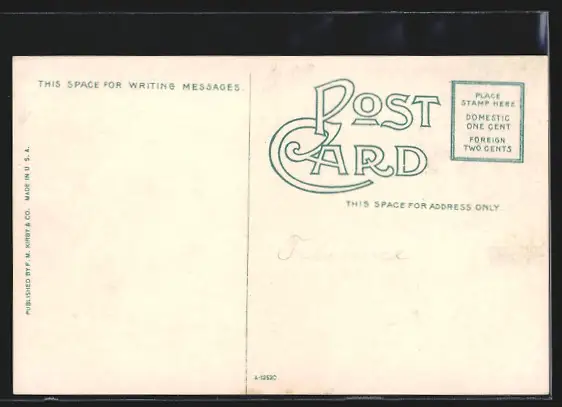 THIS SPACE FOR WRITING MESSAGES.
POST
CARD
PLACE
STAMP HERE
DOMESTIC
ONE CENT
FOREIGN
TWO CENTS
THIS SPACE FOR ADDRESS ONLY
PUBLISHED BY F. M. KIRBY & CO. MADE IN U. S. A.
A-12520